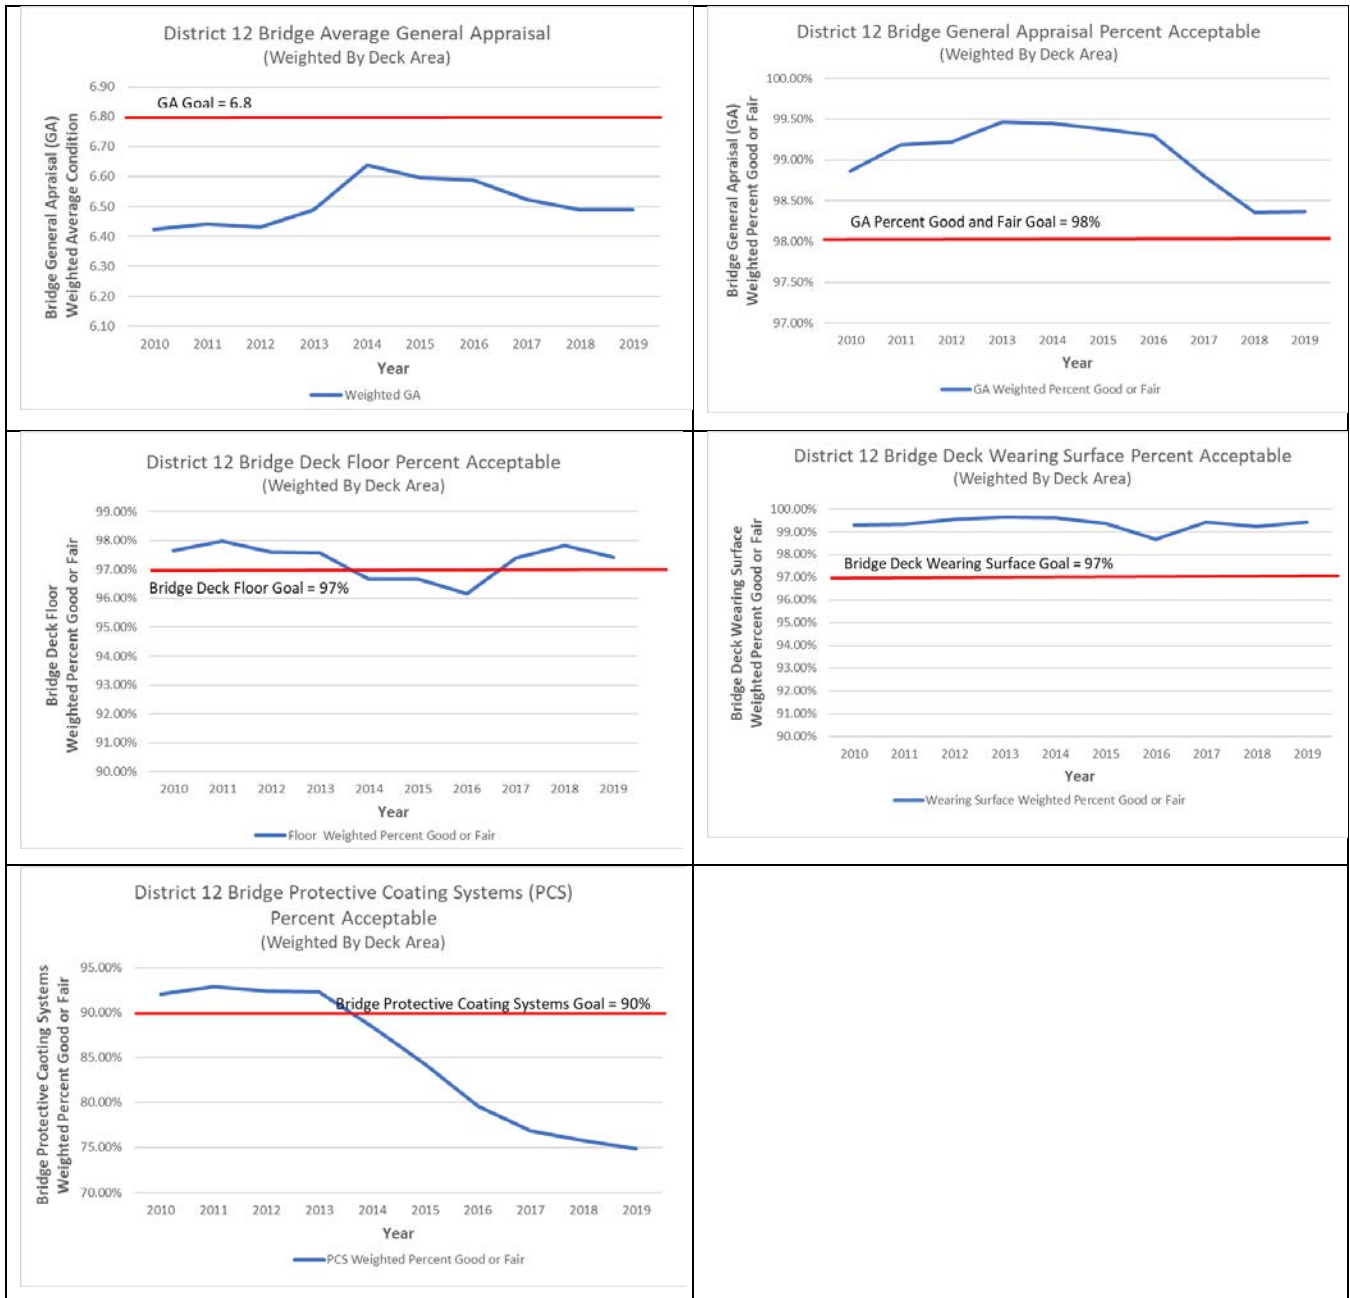 District 12 Bridge Average General Appraisal
(Weighted By Deck Area)
Bridge General Apraisal (GA)
Weighted Average Condition
6.90
6.80
6.70
6.60
6.50
6.40
6.30
6.20
6.10
GA Goal = 6.8
2010 2011 2012 2013 2014 2015 2016 2017 2018 2019
Year
Weighted GA
District 12 Bridge General Appraisal Percent Acceptable
(Weighted By Deck Area)
Bridge General Apraisal (GA)
Weighted Percent Good or Fair
100.00%
99.50%
99.00%
98.50%
98.00%
97.50%
97.00%
GA Percent Good and Fair Goal = 98%
2010 2011 2012 2013 2014 2015 2016 2017 2018 2019
Year
GA Weighted Percent Good or Fair
District 12 Bridge Deck Floor Percent Acceptable
(Weighted By Deck Area)
Bridge Deck Floor
Weighted Percent Good or Fair
99.00%
98.00%
97.00%
96.00%
95.00%
94.00%
93.00%
92.00%
91.00%
90.00%
Bridge Deck Floor Goal = 97%
2010 2011 2012 2013 2014 2015 2016 2017 2018 2019
Year
Floor Weighted Percent Good or Fair
District 12 Bridge Deck Wearing Surface Percent Acceptable
(Weighted By Deck Area)
Bridge Deck Wearing Surface
Weighted Percent Good or Fair
100.00%
99.00%
98.00%
97.00%
96.00%
95.00%
94.00%
93.00%
92.00%
91.00%
90.00%
Bridge Deck Wearing Surface Goal = 97%
2010 2011 2012 2013 2014 2015 2016 2017 2018 2019
Year
Wearing Surface Weighted Percent Good or Fair
District 12 Bridge Protective Coating Systems (PCS)
Percent Acceptable
(Weighted By Deck Area)
Bridge Protective Caoting Systems
Weighted Percent Good or Fair
95.00%
90.00%
85.00%
80.00%
75.00%
70.00%
Bridge Protective Coating Systems Goal = 90%
2010 2011 2012 2013 2014 2015 2016 2017 2018 2019
Year
PCS Weighted Percent Good or Fair